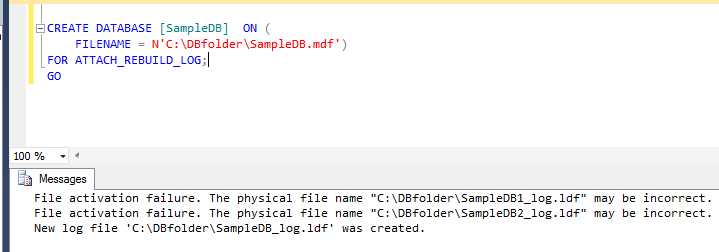 CREATE DATABASE [SampleDB] ON (
FILENAME = N'C:\DBfolder\SampleDB.mdf')
FOR ATTACH_REBUILD_LOG;
GO
100 %
Messages
File activation failure. The physical file name "C:\DBfolder\SampleDB1_log.ldf" may be incorrect.
File activation failure. The physical file name "C:\DBfolder\SampleDB2_log.ldf" may be incorrect.
New log file 'C:\DBfolder\SampleDB_log.ldf' was created.